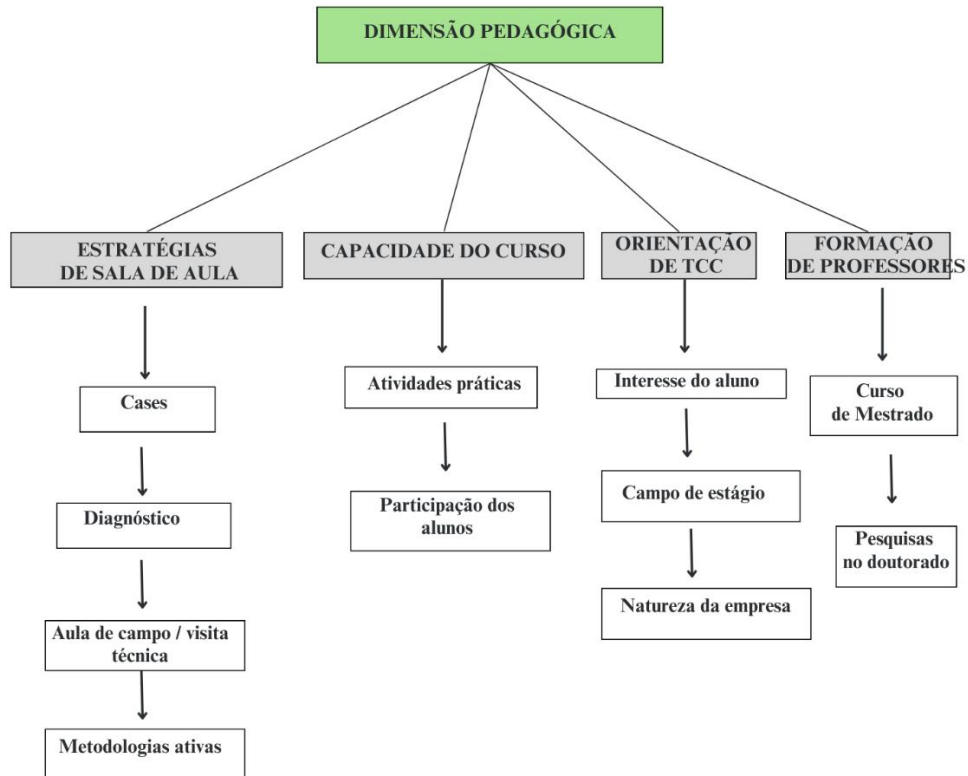 DIMENSÃO PEDAGÓGICA
ESTRATÉGIAS
DE SALA DE AULA
CAPACIDADE DO CURSO
ORIENTAÇÃO
DE TCC
FORMAÇÃO
DE PROFESSORES
Cases
Diagnóstico
Aula de campo / visita
técnica
Metodologias ativas
Atividades práticas
Participação dos
alunos
Interesse do aluno
Campo de estágio
Natureza da empresa
Curso
de Mestrado
Pesquisas
no doutorado